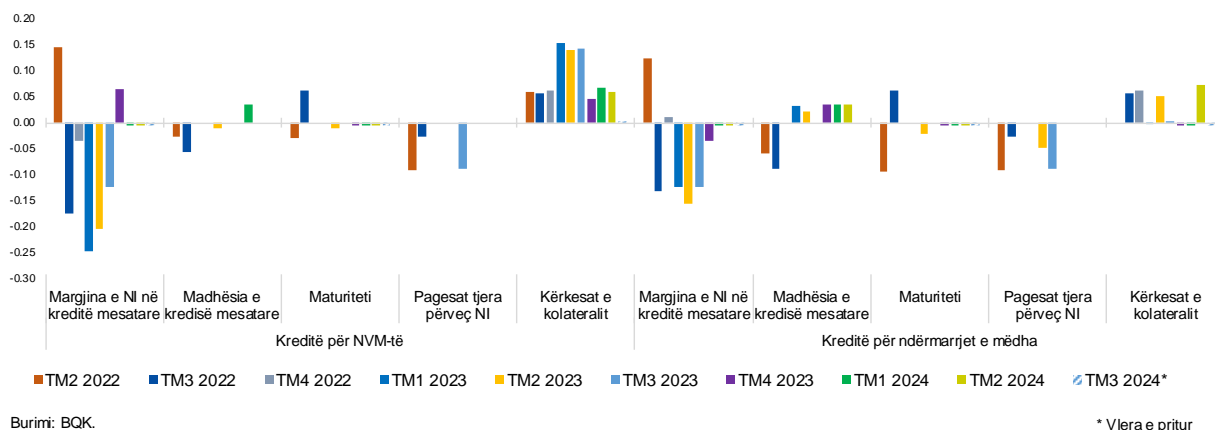 0.20
0.15
0.10
0.05
0.00
-0.05
-0.10
-0.15
-0.20
-0.25
-0.30
Margjina e NI në
kreditë mesatare
Madhësia e
kredisë mesatare
Maturiteti
Pagesat tjera
përveç NI
Kërkesat e
kolateralit
Margjina e NI në
kreditë mesatare
Madhësia e
kredisë mesatare
Maturiteti
Pagesat tjera
përveç NI
Kërkesat e
kolateralit
Kreditë për NVM-të
Kreditë për ndërmarrjet e mëdha
TM2 2022 TM3 2022 TM4 2022 TM1 2023 TM2 2023 TM3 2023 TM4 2023 TM1 2024 TM2 2024 TM3 2024*
Burimi: BQK.
* Vlera e pritur